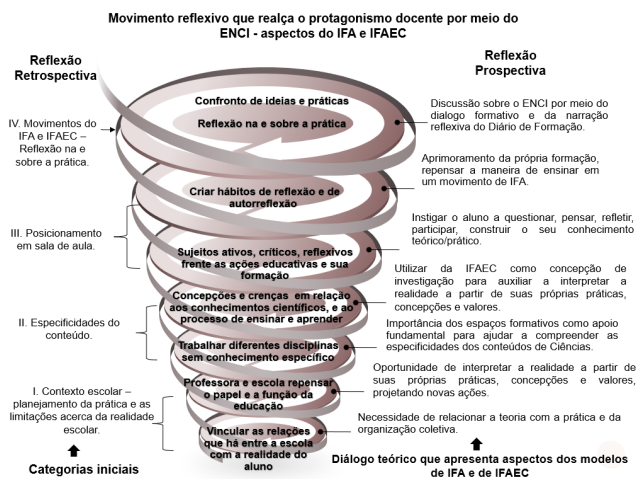 Movimento reflexivo que realça o protagonismo docente por meio do
ENCI - aspectos do IFA e IFAEC
Reflexão
Retrospectiva
Reflexão
Prospectiva
Confronto de ideias e práticas
Reflexão na e sobre a prática
IV. Movimentos do
IFA e IFAEC –
Reflexão na e
sobre a prática.
Discussão sobre o ENCI por meio do
dialogo formativo e da narração
reflexiva do Diário de Formação.
Criar hábitos de reflexão e de
autorreflexão
Aprimoramento da própria formação,
repensar a maneira de ensinar em
um movimento de IFA.
III. Posicionamento
em sala de aula.
Sujeitos ativos, críticos, reflexivos
frente as ações educativas e sua
formação
Instigar o aluno a questionar, pensar, refletir,
participar, construir o seu conhecimento
teórico/prático.
Concepções e crenças em relação
aos conhecimentos científicos, e ao
processo de ensinar e aprender
Utilizar da IFAEC como concepção de
investigação para auxiliar a interpretar a
realidade a partir de suas próprias práticas,
concepções e valores.
II. Especificidades do
conteúdo.
Trabalhar diferentes disciplinas
sem conhecimento específico
Importância dos espaços formativos como apoio
fundamental para ajudar a compreender as
especificidades dos conteúdos de Ciências.
Professora e escola repensar
o papel e a função da
educação
Oportunidade de interpretar a realidade a partir de
suas próprias práticas, concepções e valores,
projetando novas ações.
I. Contexto escolar –
planejamento da prática e as
limitações acerca da realidade
escolar.
Vincular as relações
que há entre a escola
com a realidade do
aluno
Necessidade de relacionar a teoria com a prática e da
organização coletiva.
Categorias iniciais
Diálogo teórico que apresenta aspectos dos modelos
de IFA e de IFAEC